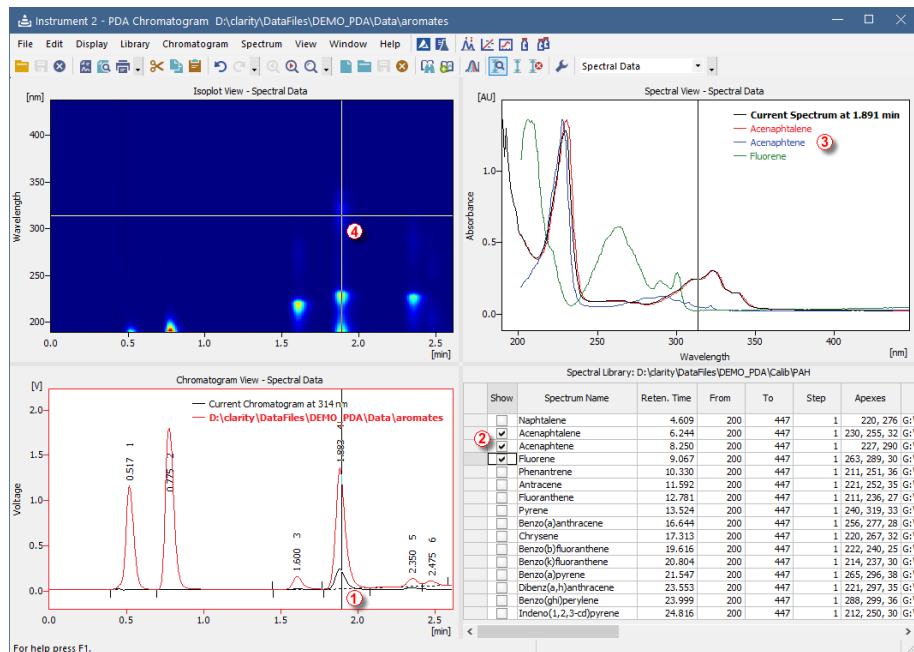 Instrument 2 - PDA Chromatogram D:\clarity\DataFiles\DEMO_PDA\Data\aromates
File Edit Display Library Chromatogram Spectrum View Window Help
Spectral Data
Isoplot View - Spectral Data
[nm]
400
350
300
250
200
Wavelength
4
0.0 0.5 1.0 1.5 2.0 2.5
[min]
Spectral View - Spectral Data
[AU]
Current Spectrum at 1.891 min
Acenaphtalene
Acenaphtene 3
Fluorene
1.0
0.5
0.0
Absorbance
200 250 300 350 400
Wavelength [nm]
Chromatogram View - Spectral Data
[V]
Current Chromatogram at 314 nm
D:\clarity\DataFiles\DEMO_PDA\Data\aromates
2.0
1.5
1.0
0.5
0.0
Voltage
0.517 1
0.775 2
1.600 3
1.883 4
2.350 5
2.475 6
1
0.0 0.5 1.0 1.5 2.0 2.5
[min]
Spectral Library: D:\clarity\DataFiles\DEMO_PDA\Calib\PAH
Show Spectrum Name Reten. Time From To Step Apexes
2
Naphtalene 4.609 200 447 1 220, 276 G:\
Acenaphtalene 6.244 200 447 1 230, 255, 32 G:\
Acenaphtene 8.250 200 447 1 227, 290 G:\
Fluorene 9.067 200 447 1 263, 289, 30 G:\
Phenantrene 10.330 200 447 1 211, 251, 36 G:\
Antracene 11.592 200 447 1 221, 252, 35 G:\
Fluoranthene 12.781 200 447 1 211, 236, 27 G:\
Pyrene 13.524 200 447 1 240, 319, 33 G:\
Benzo(a)anthracene 16.644 200 447 1 256, 277, 28 G:\
Chrysene 17.313 200 447 1 220, 267, 32 G:\
Benzo(b)fluoranthene 19.616 200 447 1 222, 240, 25 G:\
Benzo(k)fluoranthene 20.804 200 447 1 214, 237, 30 G:\
Benzo(a)pyrene 21.547 200 447 1 265, 296, 38 G:\
Dibenz(a,h)anthracene 23.553 200 447 1 221, 297, 35 G:\
Benzo(ghi)perylene 23.999 200 447 1 288, 299, 36 G:\
Indeno(1,2,3-cd)pyrene 24.816 200 447 1 212, 250, 30 G:\
For help press F1.